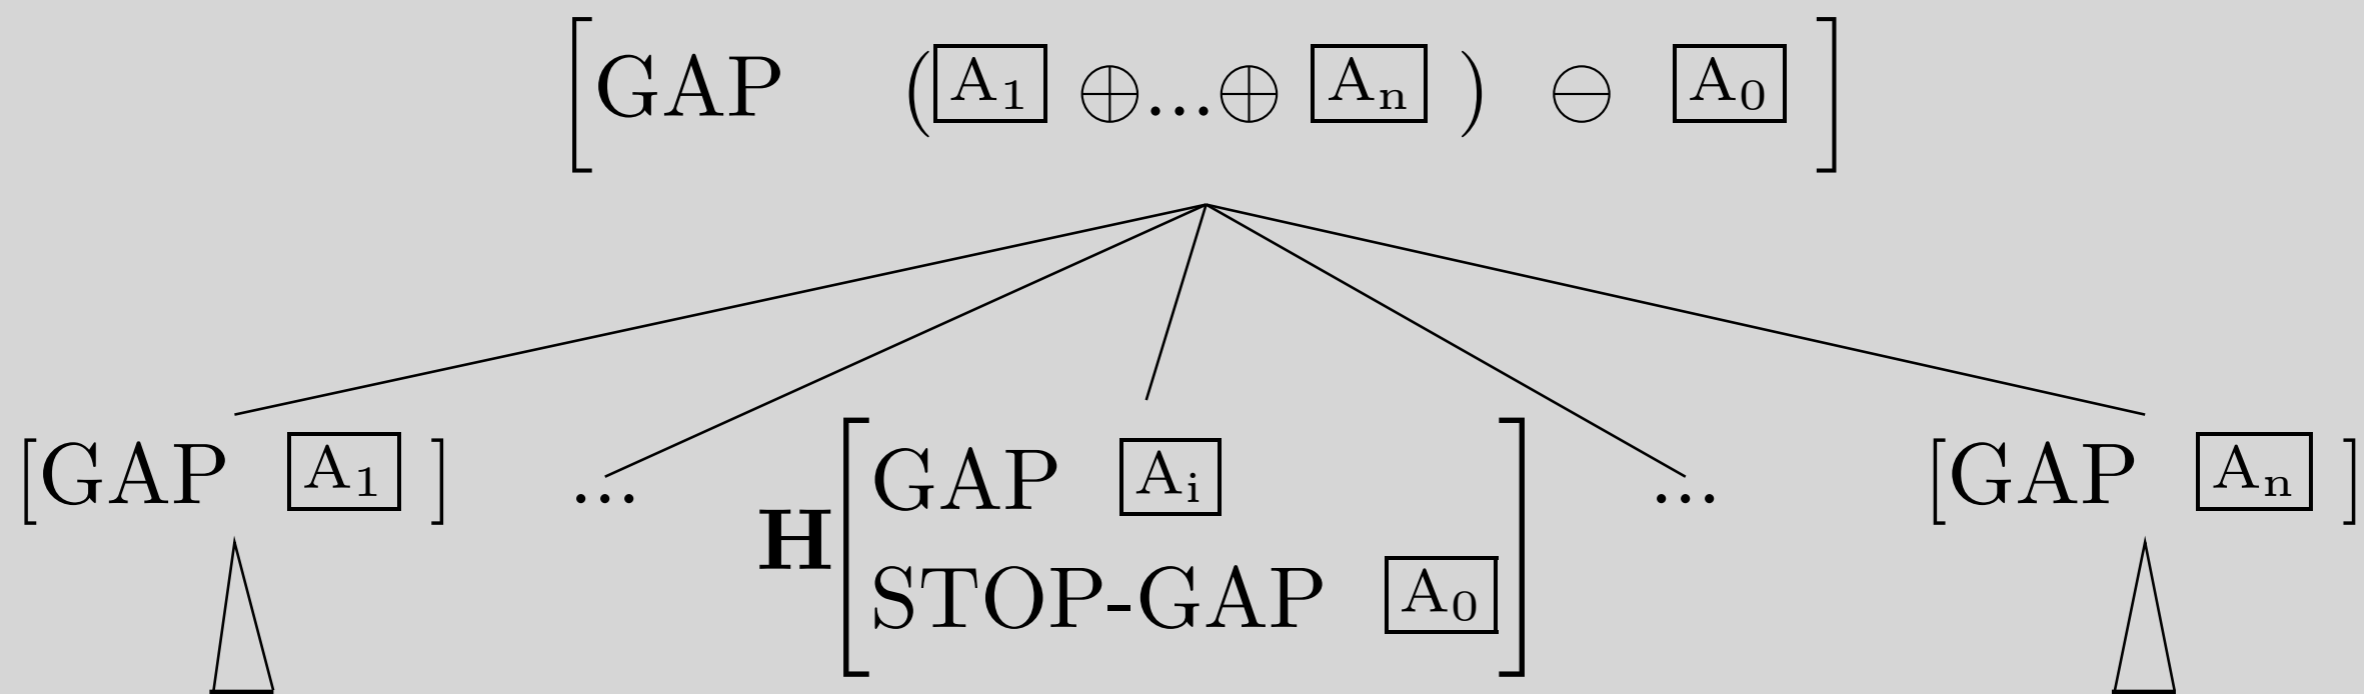 [GAP (A₁ ⊕...⊕ Aₙ) ⊖ A₀]
[GAP A₁] ... H[GAP Aᵢ ... [GAP Aₙ]
STOP-GAP A₀]